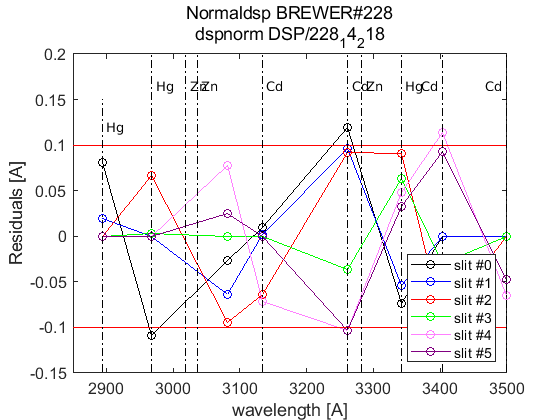 Normaldsp BREWER#228
dspnorm DSP/228₁4₂18
0.2
0.15
0.1
0.05
0
-0.05
-0.1
-0.15
Residuals [A]
Hg
Hg
Zn
Zn
Cd
Cd
Zn
Hg
Cd
Cd
slit #0
slit #1
slit #2
slit #3
slit #4
slit #5
2900 3000 3100 3200 3300 3400 3500
wavelength [A]